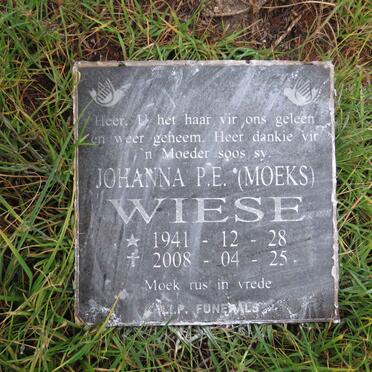 Heer, U het haar vir ons geleen
en weer geneem. Heer dankie vir
'n Moeder soos sy.
JOHANNA P.E. (MOEKS)
WIESE
1941 - 12 - 28
2008 - 04 - 25
Moek rus in vrede
R.I.P. FUNERALS